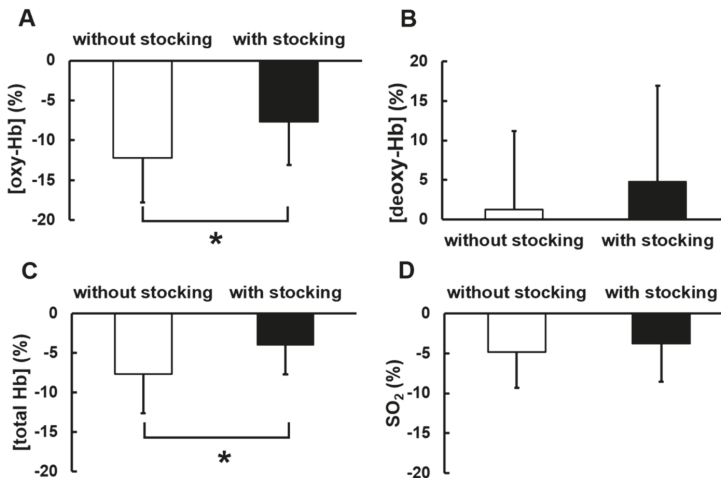 A
without stocking with stocking
0
-5
-10
-15
-20
[oxy-Hb] (%)
*
B
20
15
10
5
0
[deoxy-Hb] (%)
without stocking with stocking
C
without stocking with stocking
0
-5
-10
-15
-20
[total Hb] (%)
*
D
without stocking with stocking
0
-5
-10
-15
-20
SO₂ (%)